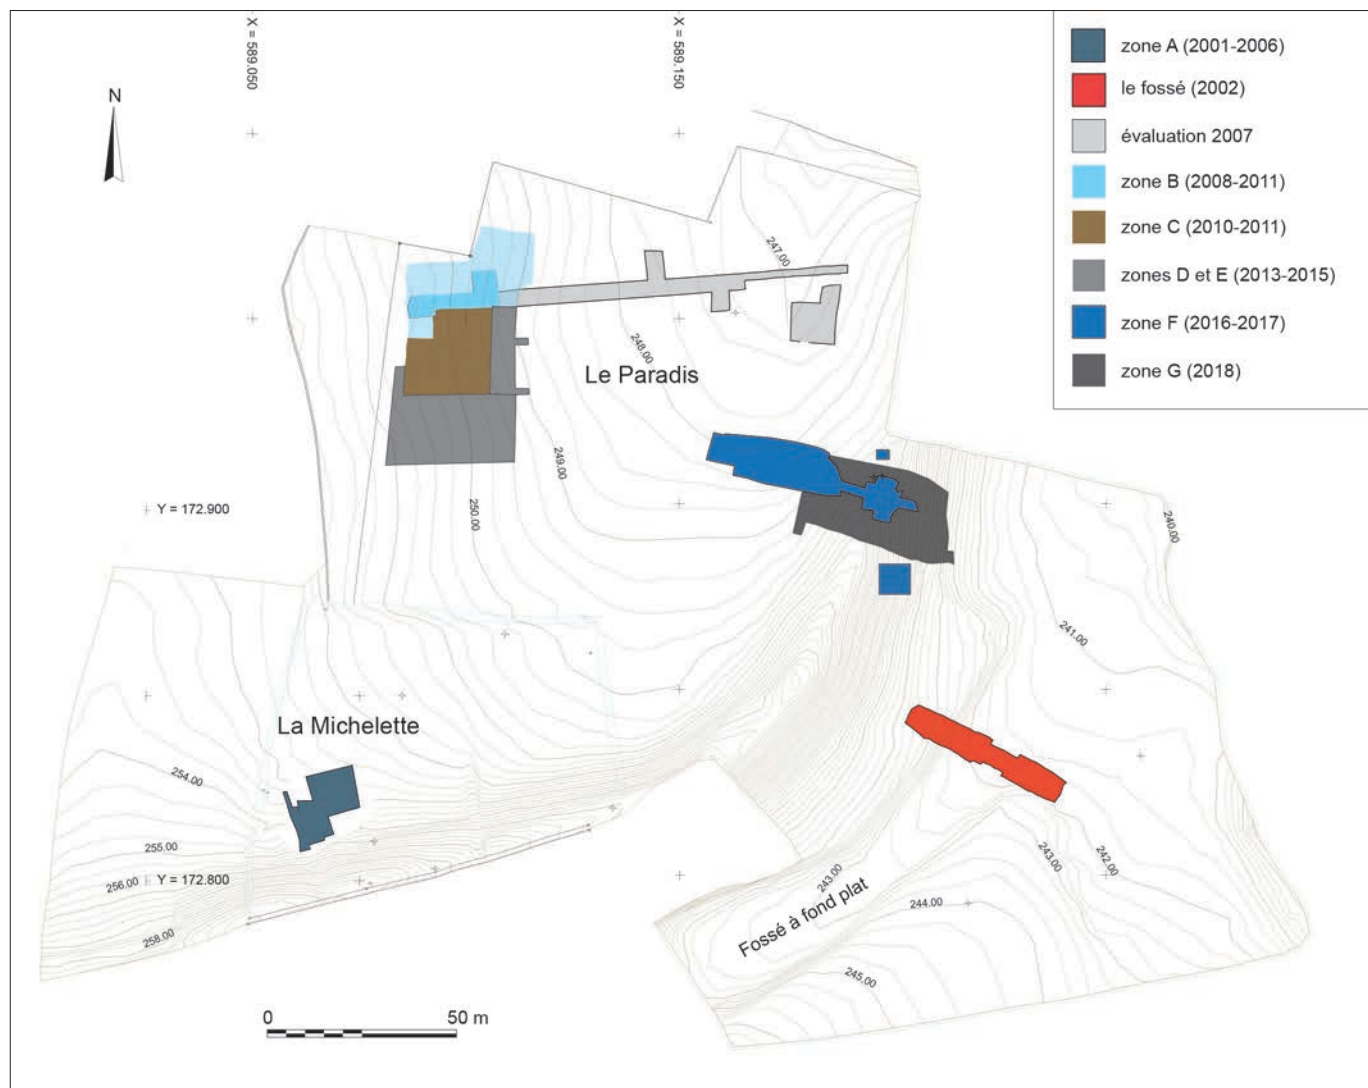 X = 589.050
X = 589.150
N
zone A (2001-2006)
le fossé (2002)
évaluation 2007
zone B (2008-2011)
zone C (2010-2011)
zones D et E (2013-2015)
zone F (2016-2017)
zone G (2018)
247.00
248.00
Le Paradis
249.00
250.00
Y = 172.900
240.00
241.00
La Michelette
254.00
255.00
256.00
Y = 172.800
258.00
243.00
242.00
243.00
244.00
Fossé à fond plat
245.00
0 50 m